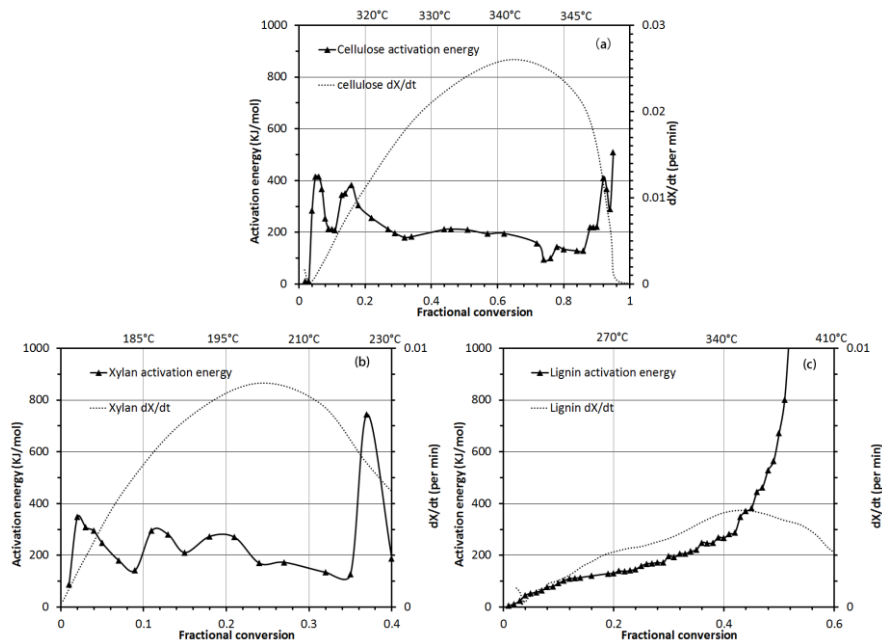 320°C 330°C 340°C 345°C
1000 0.03
(a)
Cellulose activation energy
cellulose dX/dt
800
0.02
600
400
0.01
200
0 0
0 0.2 0.4 0.6 0.8 1
Activation energy (KJ/mol)
dX/dt (per min)
Fractional conversion
185°C 195°C 210°C 230°C
1000 0.01
(b)
Xylan activation energy
Xylan dX/dt
800
600
400
200
0 0
0 0.1 0.2 0.3 0.4
Activation energy (KJ/mol)
dX/dt (per min)
Fractional conversion
270°C 340°C 410°C
1000 0.01
(c)
Lignin activation energy
Lignin dX/dt
800
600
400
200
0 0
0 0.2 0.4 0.6
Activation energy (KJ/mol)
dX/dt (per min)
Fractional conversion